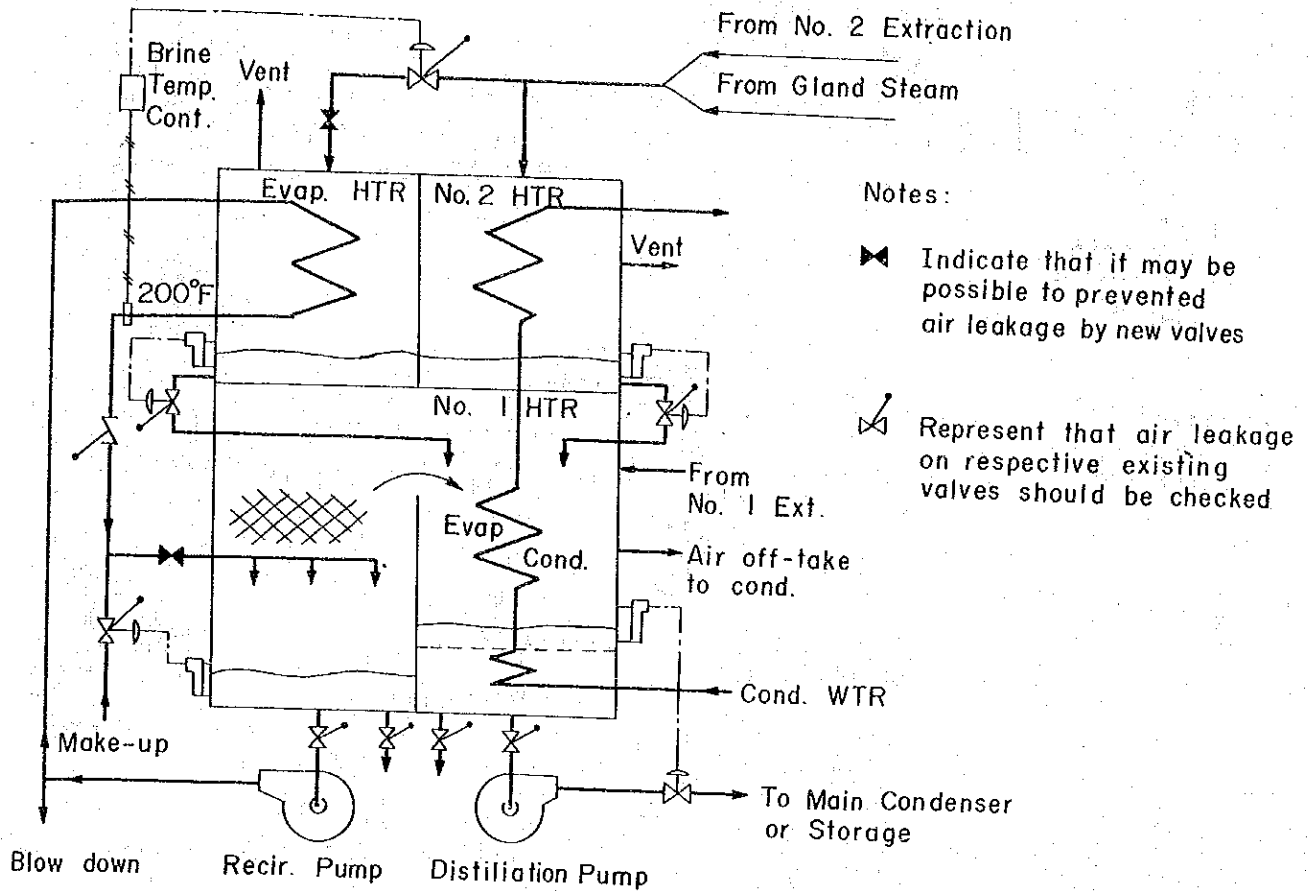 From No. 2 Extraction
From Gland Steam
Brine
Temp.
Cont.
Vent
Evap. HTR
No. 2 HTR
Vent
200°F
No. 1 HTR
From
No. 1 Ext.
Evap
Cond.
Air off-take
to cond.
Cond. WTR
Make-up
To Main Condenser
or Storage
Blow down
Recir. Pump
Distiliation Pump
Notes:
Indicate that it may be
possible to prevented
air leakage by new valves
Represent that air leakage
on respective existing
valves should be checked